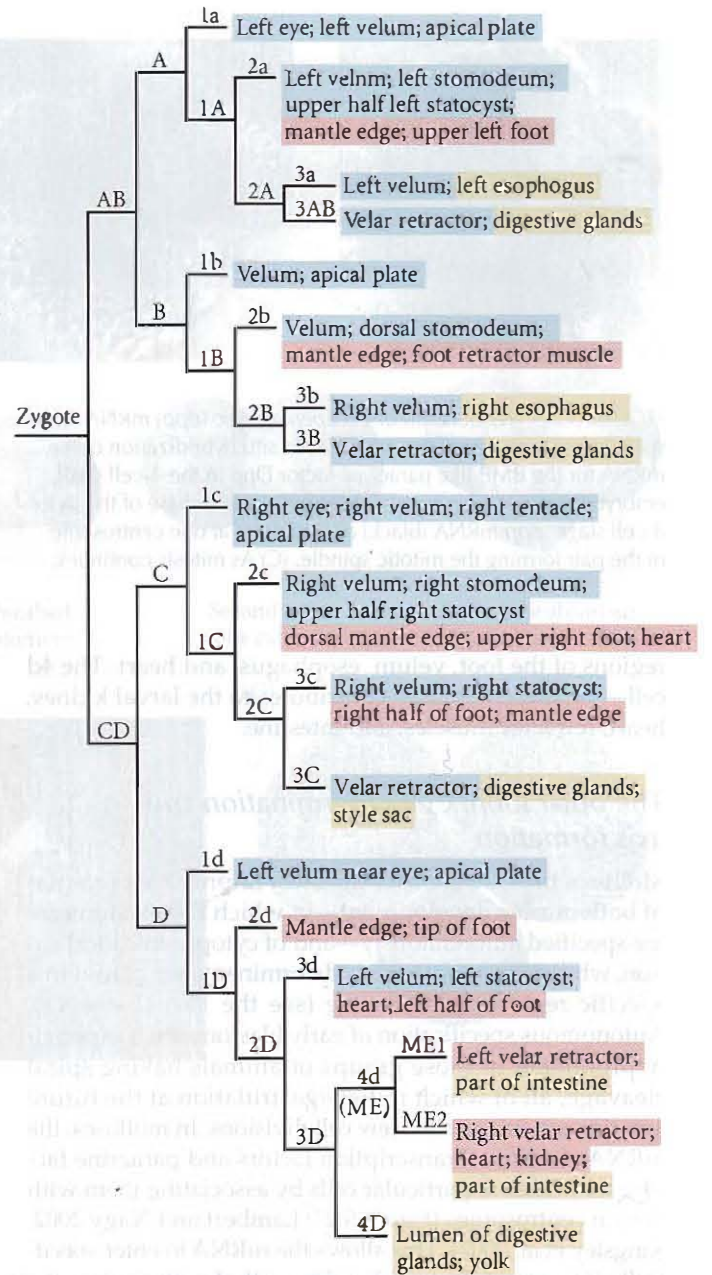 1a
Left eye; left velum; apical plate
A
2a
Left velnm; left stomodeum;
upper half left statocyst;
mantle edge; upper left foot
1A
3a
Left velum; left esophogus
2A
3AB
Velar retractor; digestive glands
AB
1b
Velum; apical plate
B
2b
Velum; dorsal stomodeum;
mantle edge; foot retractor muscle
1B
3b
Right velum; right esophagus
2B
3B
Velar retractor; digestive glands
Zygote
1c
Right eye; right velum; right tentacle;
apical plate
C
2c
Right velum; right stomodeum;
upper half right statocyst
dorsal mantle edge; upper right foot; heart
1C
3c
Right velum; right statocyst;
right half of foot; mantle edge
2C
3C
Velar retractor; digestive glands;
style sac
CD
1d
Left velum near eye; apical plate
D
2d
Mantle edge; tip of foot
1D
3d
Left velum; left statocyst;
heart; left half of foot
2D
ME1
Left velar retractor;
part of intestine
4d
(ME)
ME2
Right velar retractor;
heart; kidney;
part of intestine
3D
4D
Lumen of digestive
glands; yolk